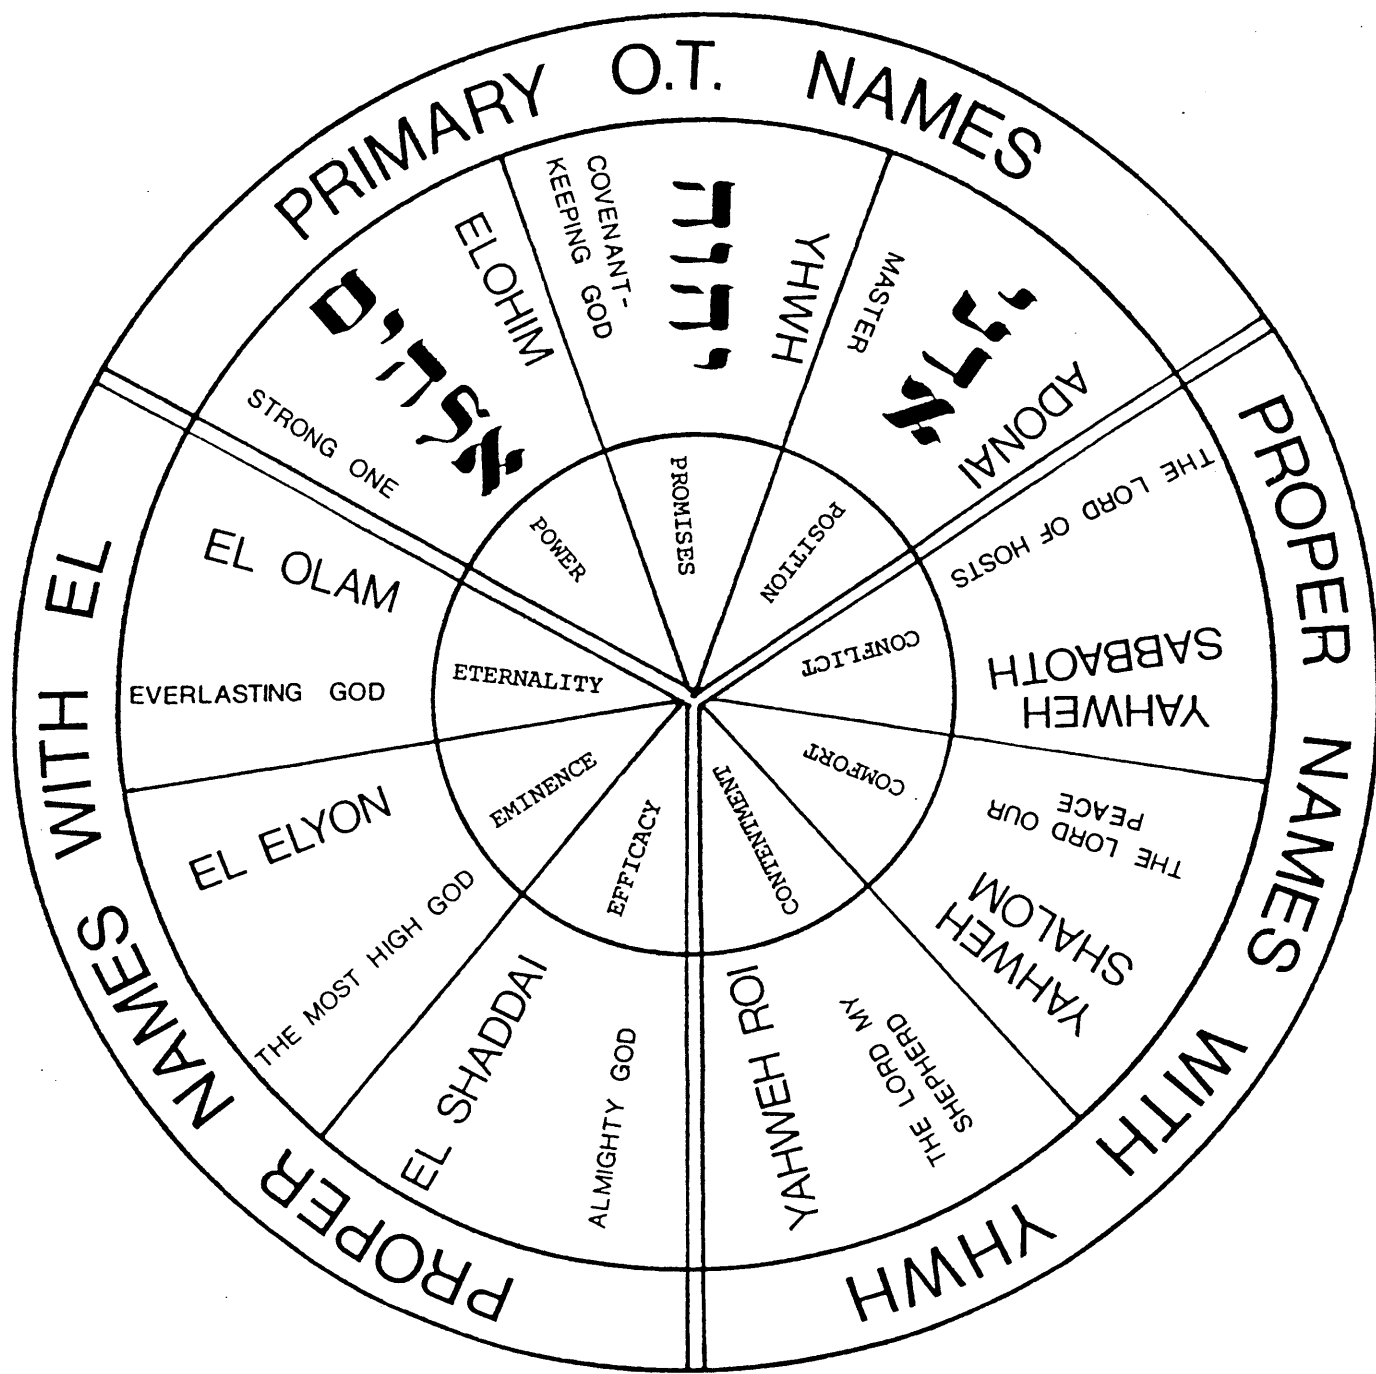 PRIMARY O.T. NAMES
STRONG ONE
אלהים
ELOHIM
POWER
COVENANT-
KEEPING GOD
יהוה
YHWH
PROMISES
MASTER
אדני
ADONAI
POSITION
PROPER NAMES WITH YHWH
THE LORD OF HOSTS
YAHWEH
SABBAOTH
CONFLICT
THE LORD OUR
PEACE
YAHWEH
SHALOM
COMFORT
THE LORD MY
SHEPHERD
YAHWEH ROI
CONTENTMENT
PROPER NAMES WITH EL
EL SHADDAI
ALMIGHTY GOD
EFFICACY
EL ELYON
THE MOST HIGH GOD
EMINENCE
EL OLAM
EVERLASTING GOD
ETERNALITY